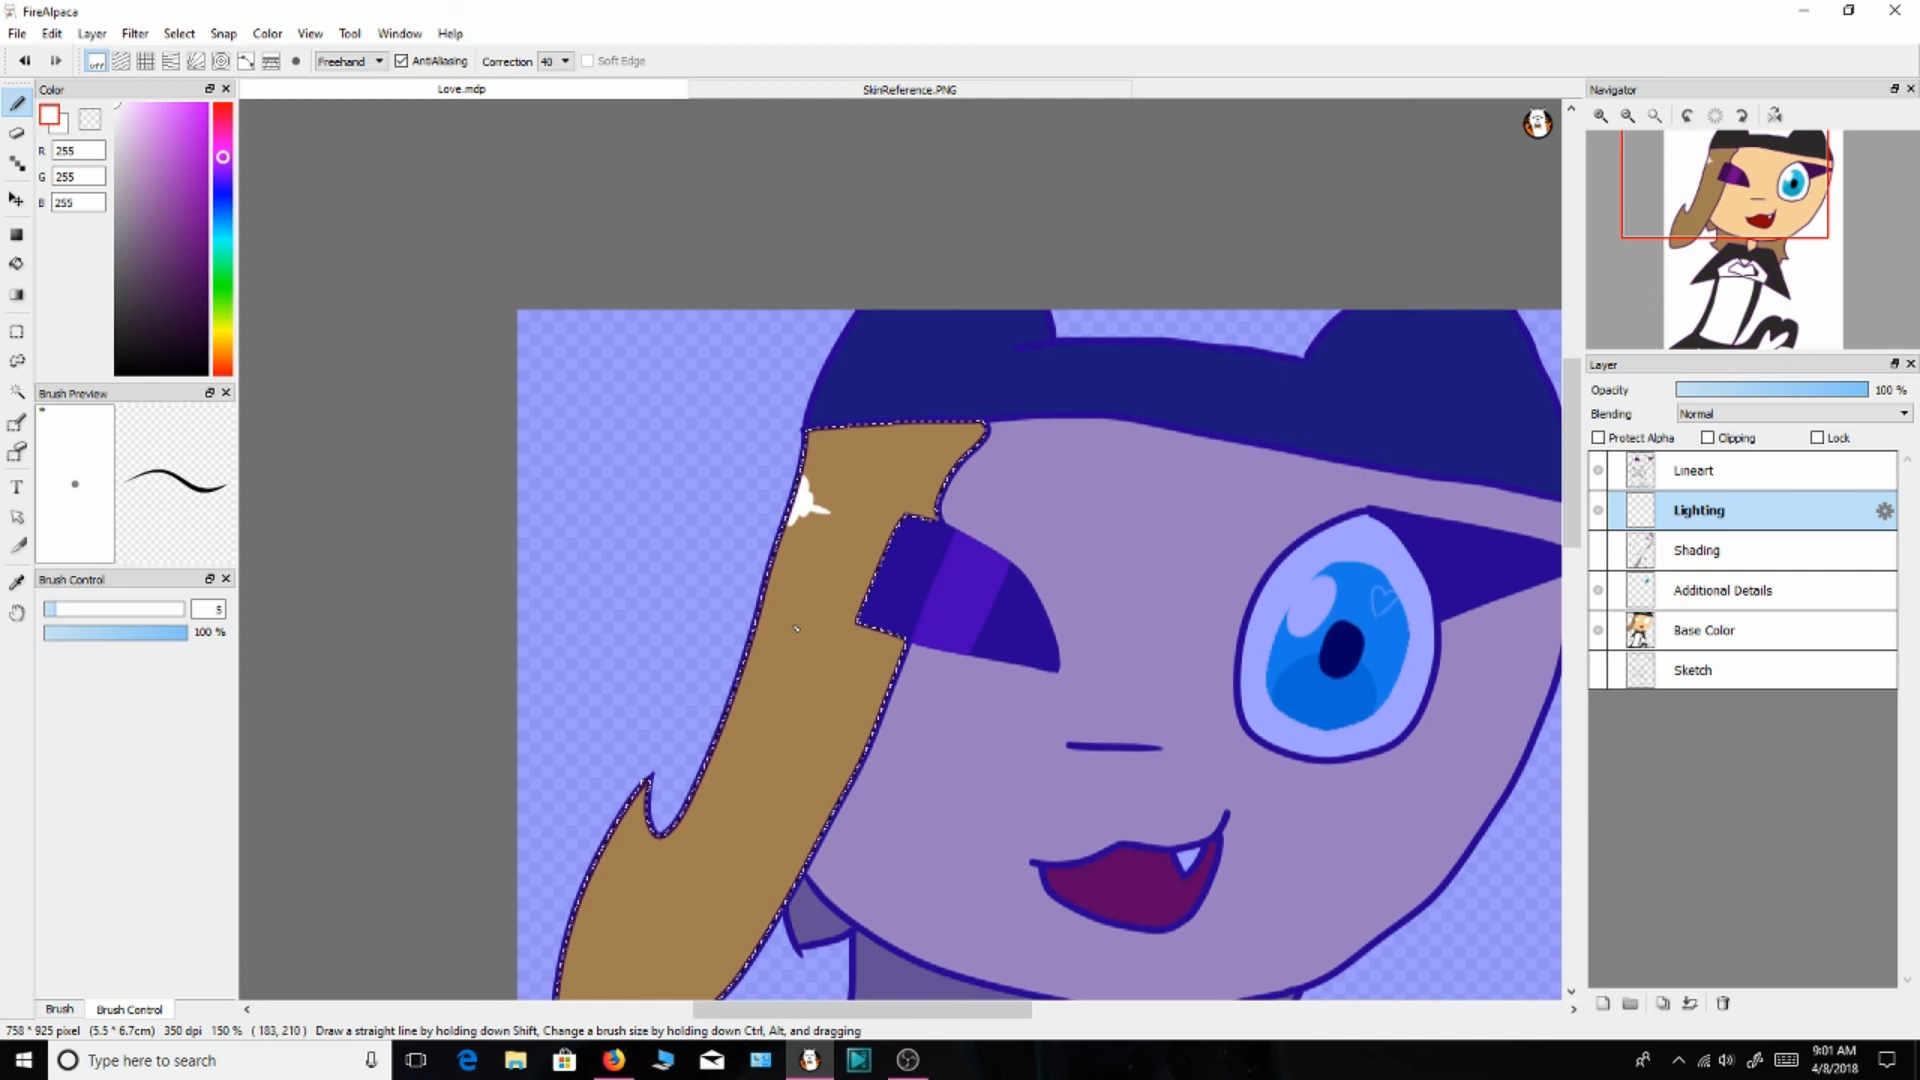 FireAlpaca
File Edit Layer Filter Select Snap Color View Tool Window Help
off Freehand AntiAliasing Correction 40 Soft Edge
Color
Love.mdp SkinReference.PNG
Navigator
R 255
G 255
B 255
Layer
Opacity 100 %
Blending Normal
Protect Alpha Clipping Lock
Brush Preview
Lineart
Lighting
Shading
Additional Details
Base Color
Sketch
Brush Control
5
100 %
Brush Brush Control
758 * 925 pixel (5.5 * 6.7cm) 350 dpi 150 % ( 183, 210 ) Draw a straight line by holding down Shift, Change a brush size by holding down Ctrl, Alt, and dragging
Type here to search
9:01 AM
4/8/2018